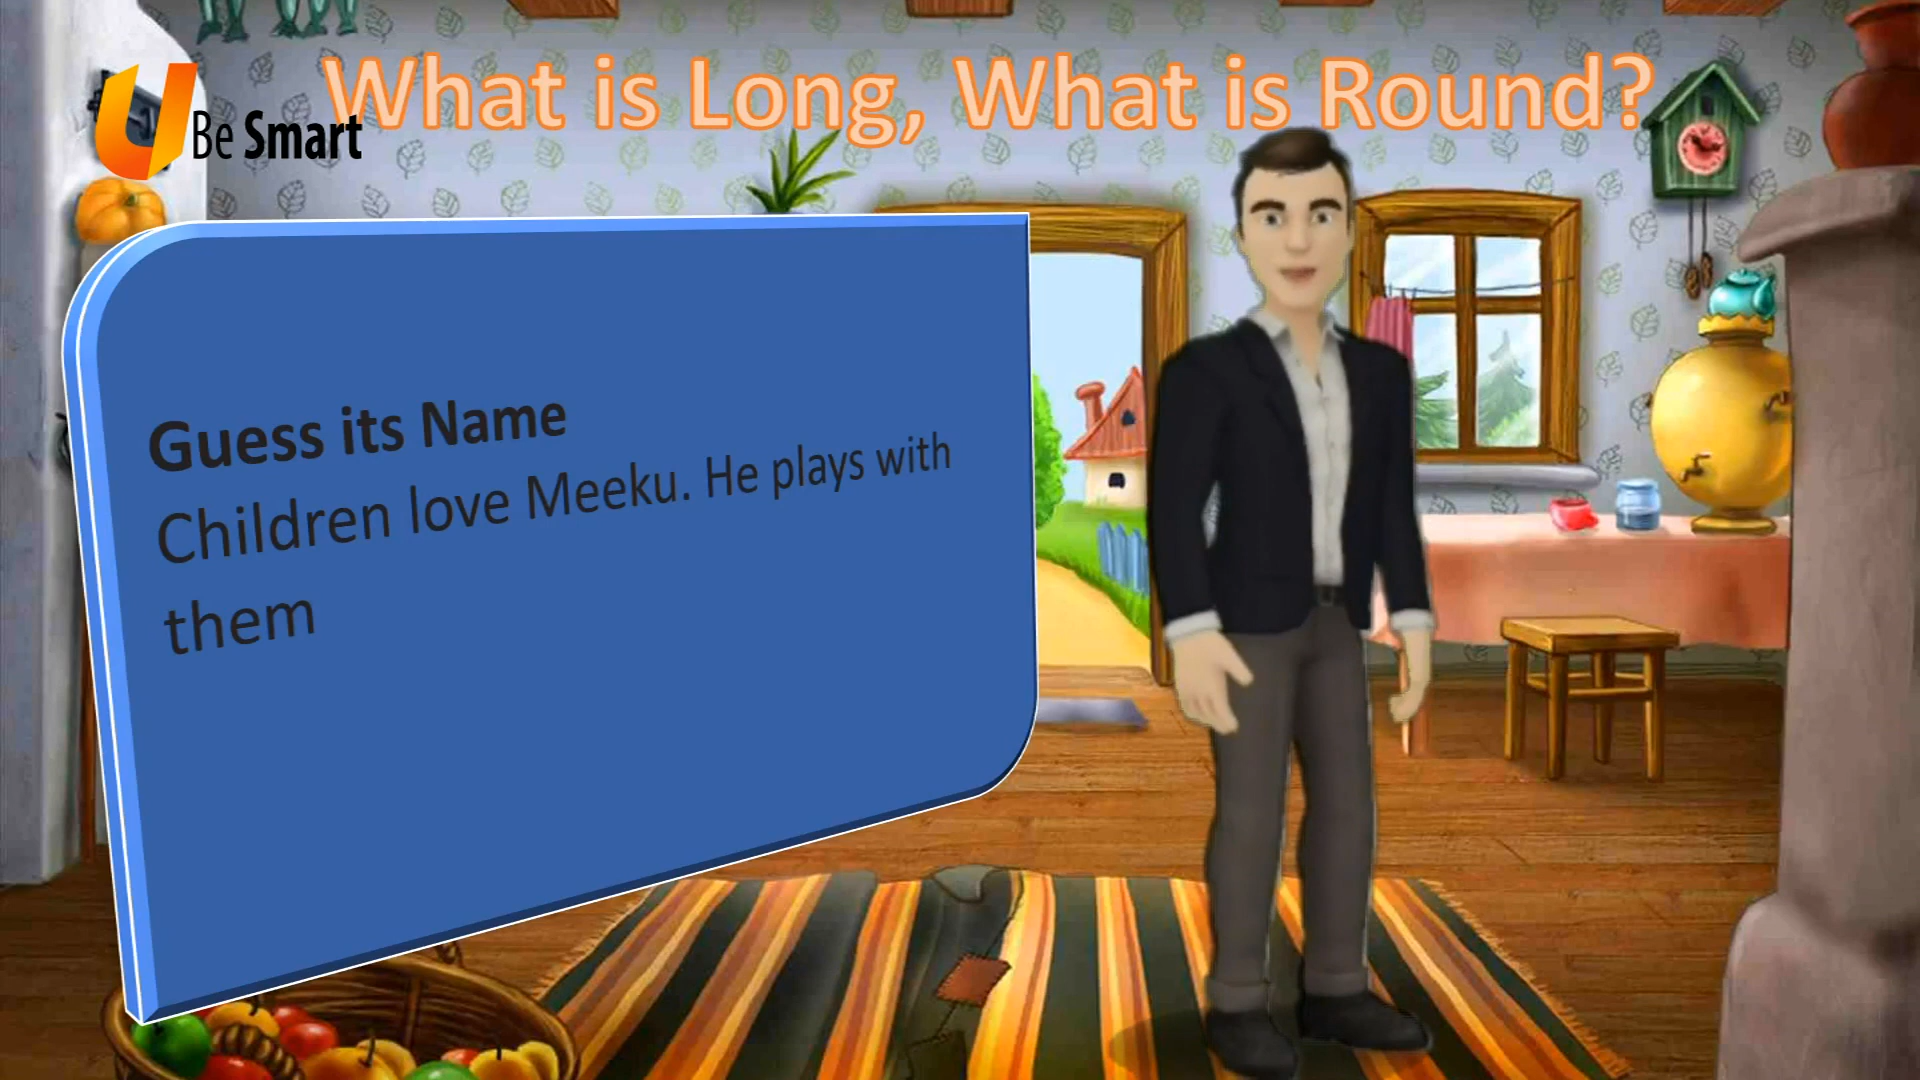 What is Long, What is Round?
U Be Smart
Guess its Name
Children love Meeku. He plays with
them